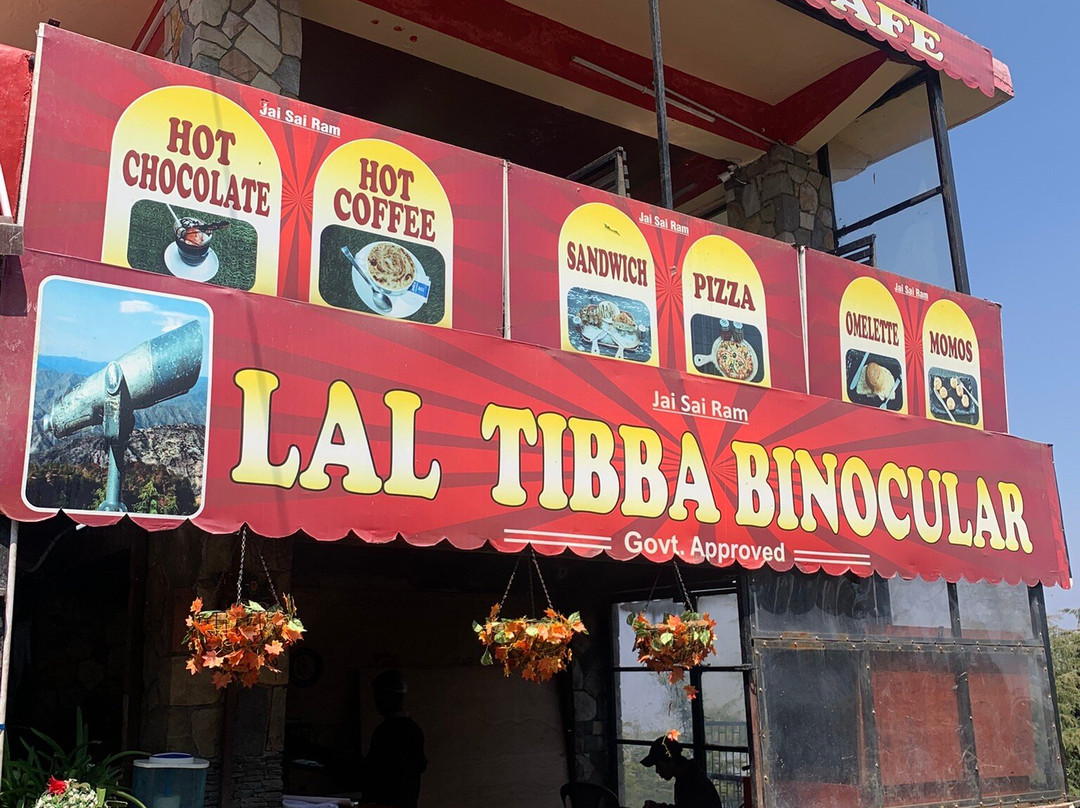 CAFE
Jai Sai Ram
HOT
CHOCOLATE
HOT
COFFEE
Jai Sai Ram
SANDWICH
PIZZA
Jai Sai Ram
OMELETTE
MOMOS
Jai Sai Ram
LAL TIBBA BINOCULAR
Govt. Approved